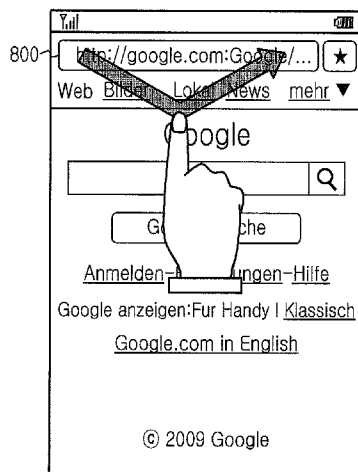 800
http://google.com:Google/...
Web Bilder Lokal News mehr ▼
Google
Anmelden- -Hilfe
Google anzeigen:Fur Handy | Klassisch
Google.com in English
© 2009 Google